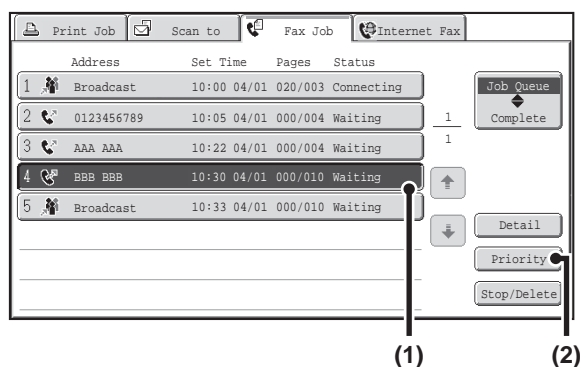 Print Job Scan to Fax Job Internet Fax
Address Set Time Pages Status
1 Broadcast 10:00 04/01 020/003 Connecting
2 0123456789 10:05 04/01 000/004 Waiting
3 AAA AAA 10:22 04/01 000/004 Waiting
4 BBB BBB 10:30 04/01 000/010 Waiting
5 Broadcast 10:33 04/01 000/010 Waiting
1
1
Job Queue
Complete
Detail
Priority
Stop/Delete
(1) (2)